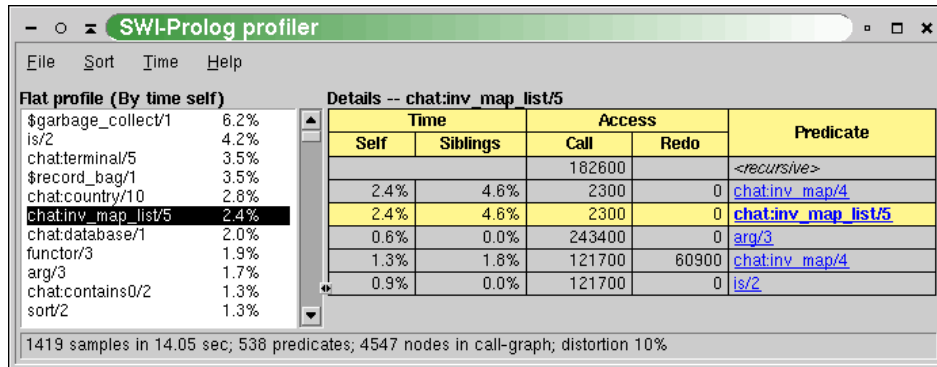 SWI-Prolog profiler
File Sort Time Help
Flat profile (By time self)
$garbage_collect/1 6.2%
is/2 4.2%
chat:terminal/5 3.5%
$record_bag/1 3.5%
chat:country/10 2.8%
chat:inv_map_list/5 2.4%
chat:database/1 2.0%
functor/3 1.9%
arg/3 1.7%
chat:contains0/2 1.3%
sort/2 1.3%
Details -- chat:inv_map_list/5
Time Access Predicate
Self Siblings Call Redo
182600 <recursive>
2.4% 4.6% 2300 0 chat:inv_map/4
2.4% 4.6% 2300 0 chat:inv_map_list/5
0.6% 0.0% 243400 0 arg/3
1.3% 1.8% 121700 60900 chat:inv_map/4
0.9% 0.0% 121700 0 is/2
1419 samples in 14.05 sec; 538 predicates; 4547 nodes in call-graph; distortion 10%